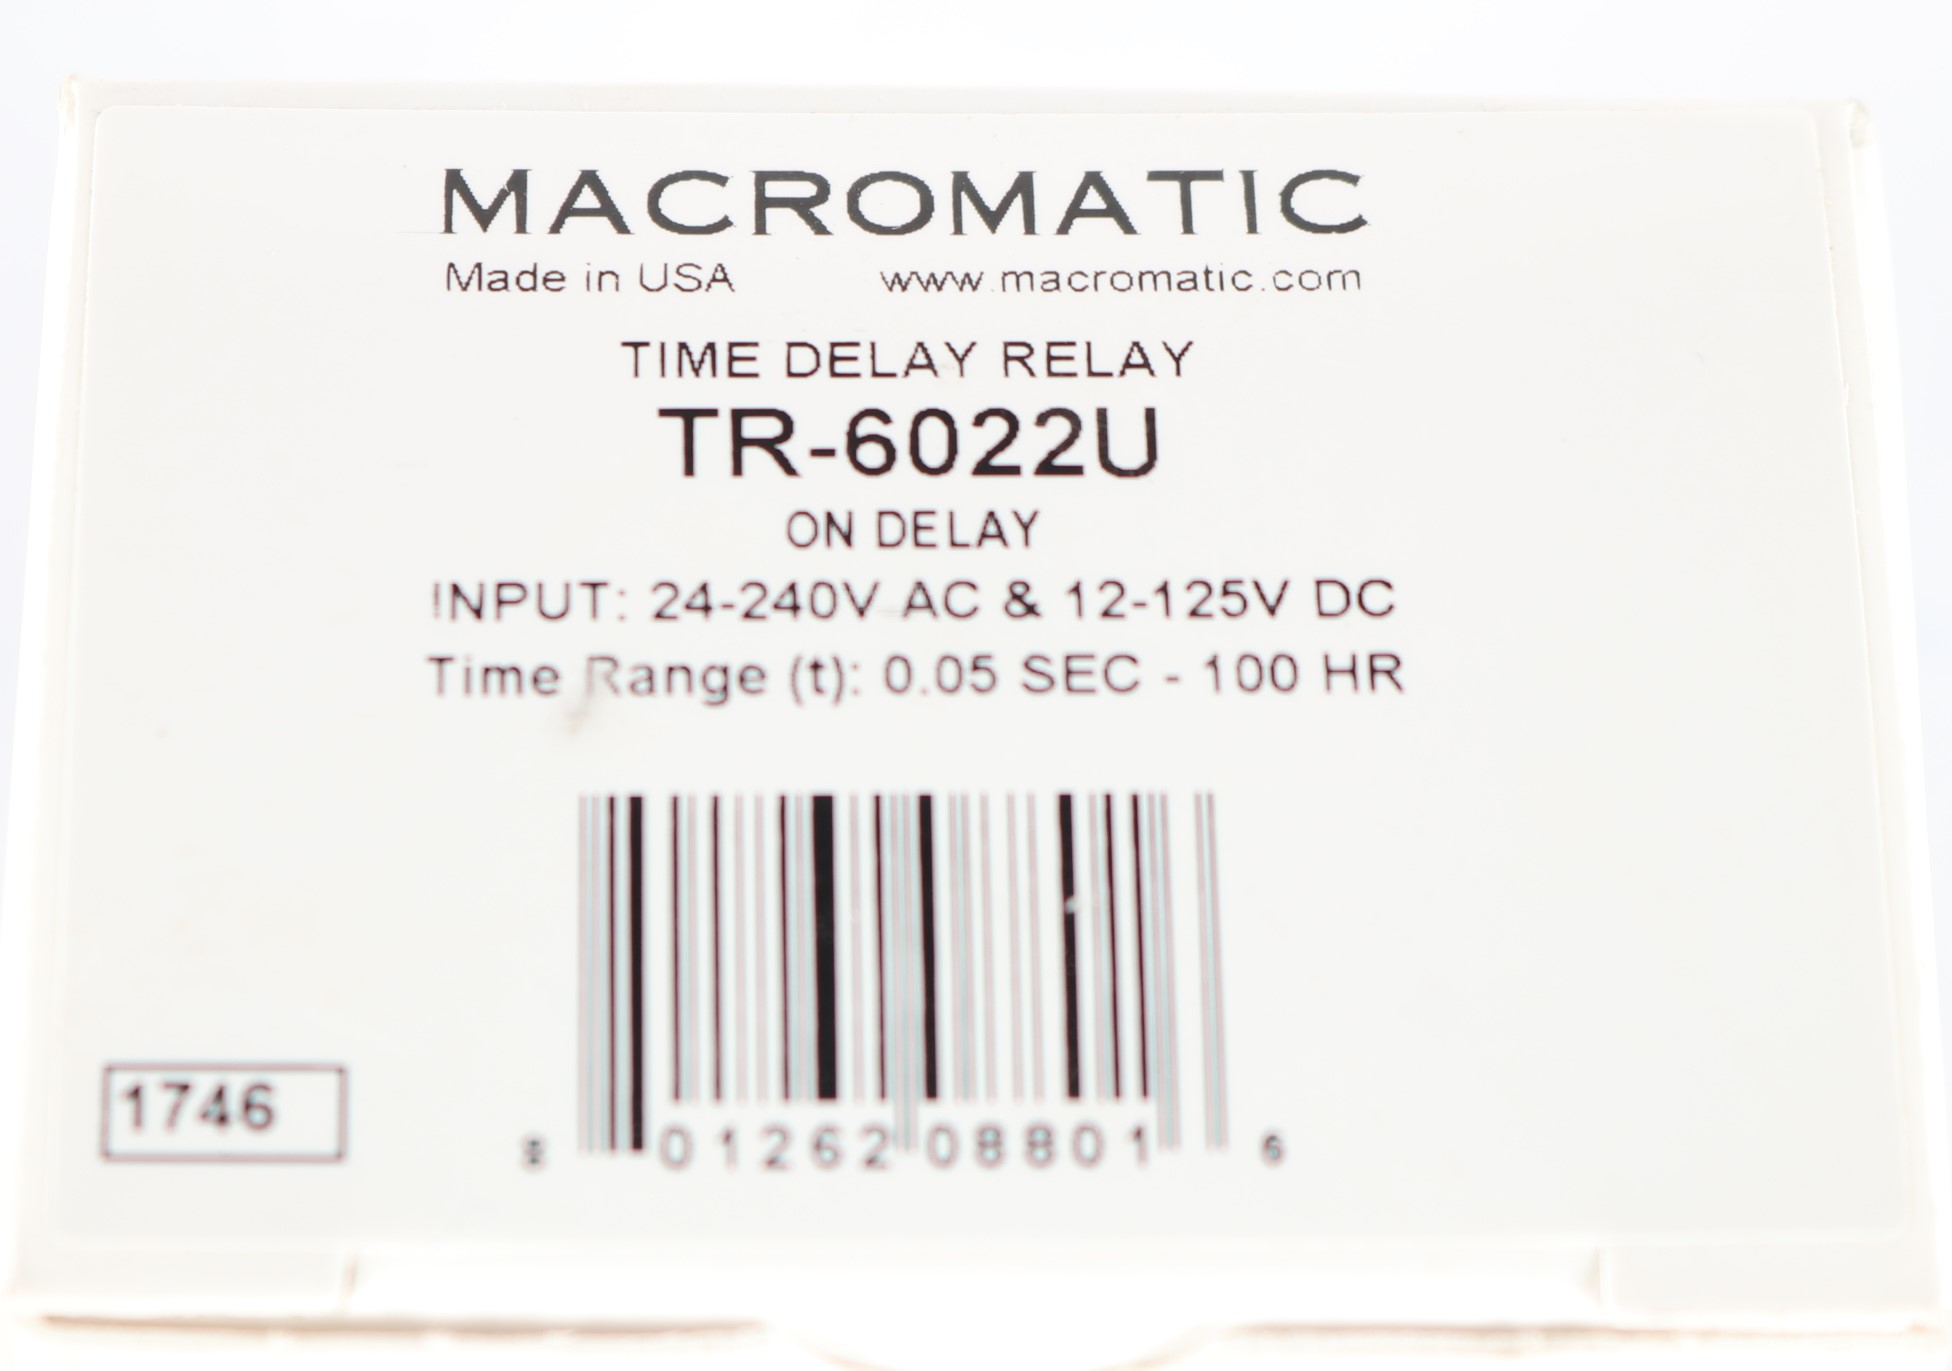 MACROMATIC
Made in USA www.macromatic.com
TIME DELAY RELAY
TR-6022U
ON DELAY
INPUT: 24-240V AC & 12-125V DC
Time Range (t): 0.05 SEC - 100 HR
1746
8 01262 08801 6